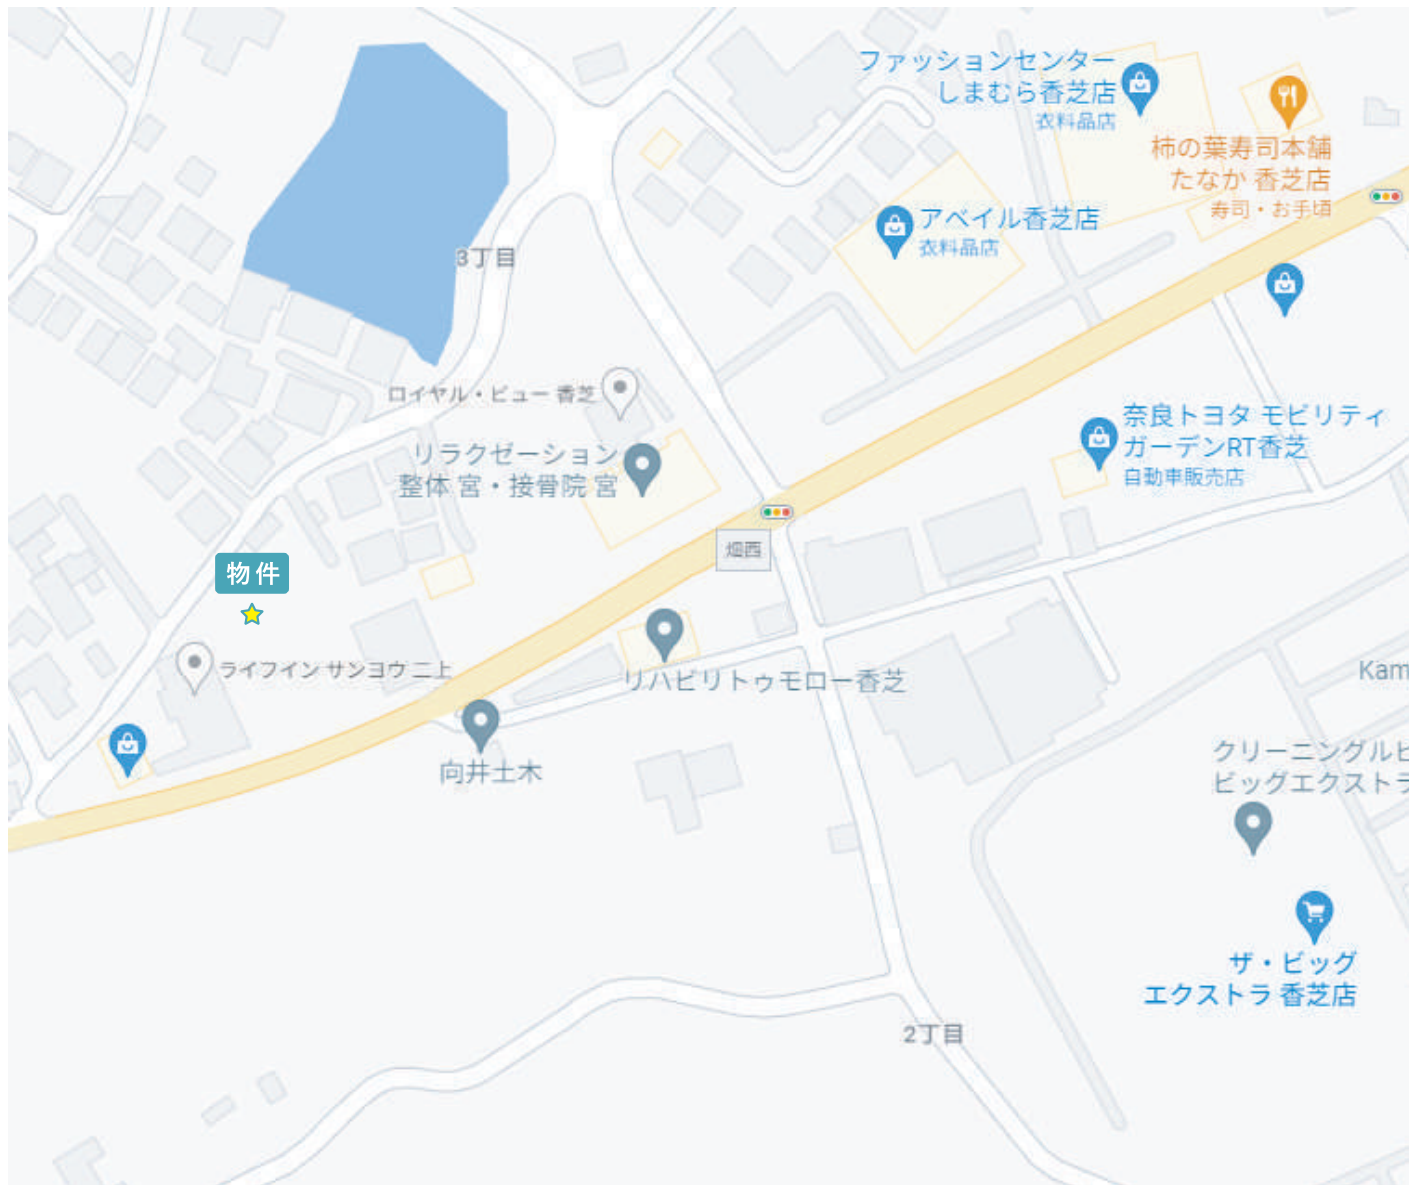 ファッションセンター
しまむら香芝店
衣料品店
柿の葉寿司本舗
たなか 香芝店
寿司・お手頃
アベイル香芝店
衣料品店
3丁目
ロイヤル・ビュー 香芝
リラクゼーション
整体 宮・接骨院 宮
奈良トヨタ モビリティ
ガーデンRT香芝
自動車販売店
畑西
物件
ライフイン サンヨウ 二上
リハビリトゥモロー香芝
Kam
向井土木
クリーニングルビ
ビッグエクストラ
ザ・ビッグ
エクストラ 香芝店
2丁目